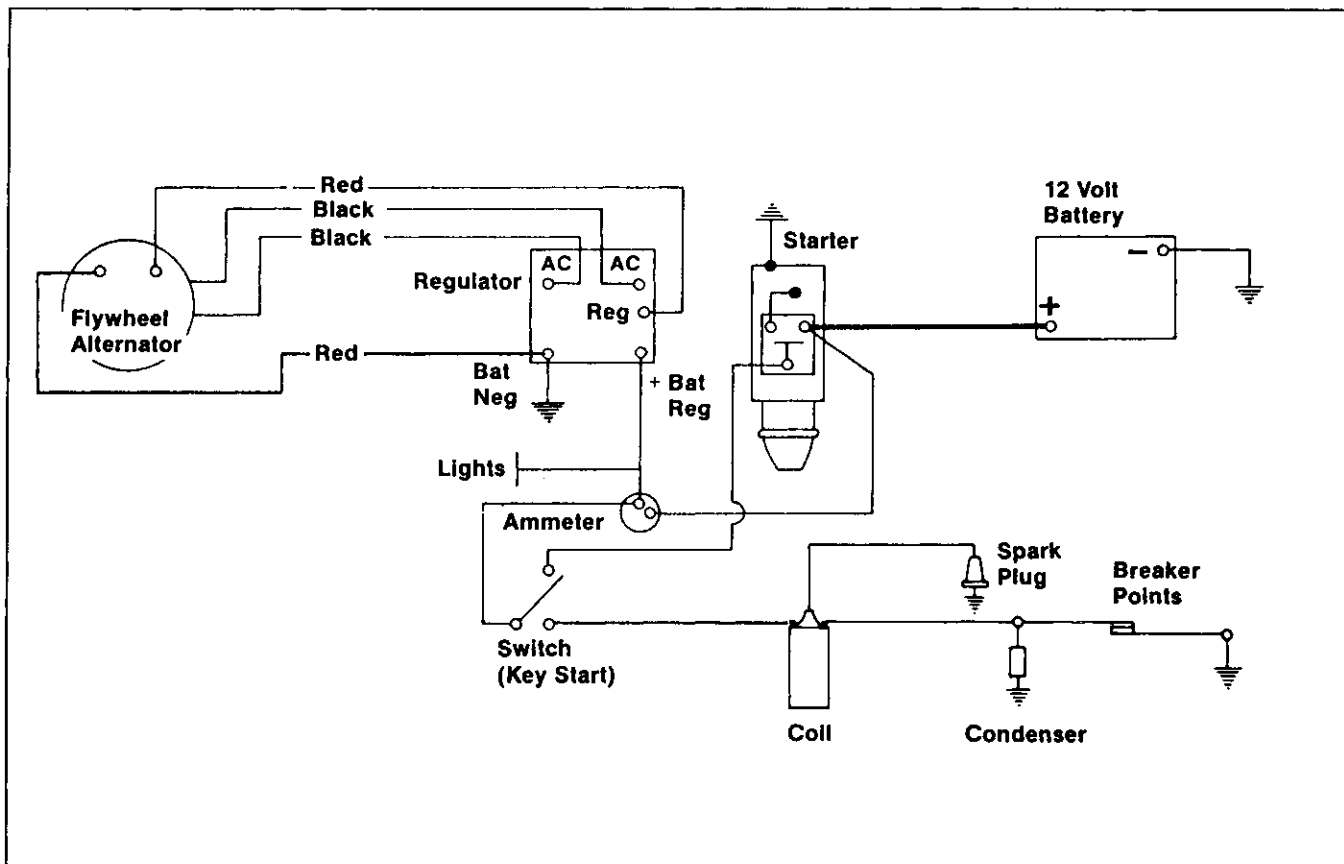 Red
Black
Black
12 Volt
Battery
Starter
AC AC
Regulator
Reg
Flywheel
Alternator
Red
Bat
Neg
+ Bat
Reg
+
−
Lights
Ammeter
Spark
Plug
Breaker
Points
Switch
(Key Start)
Coil
Condenser